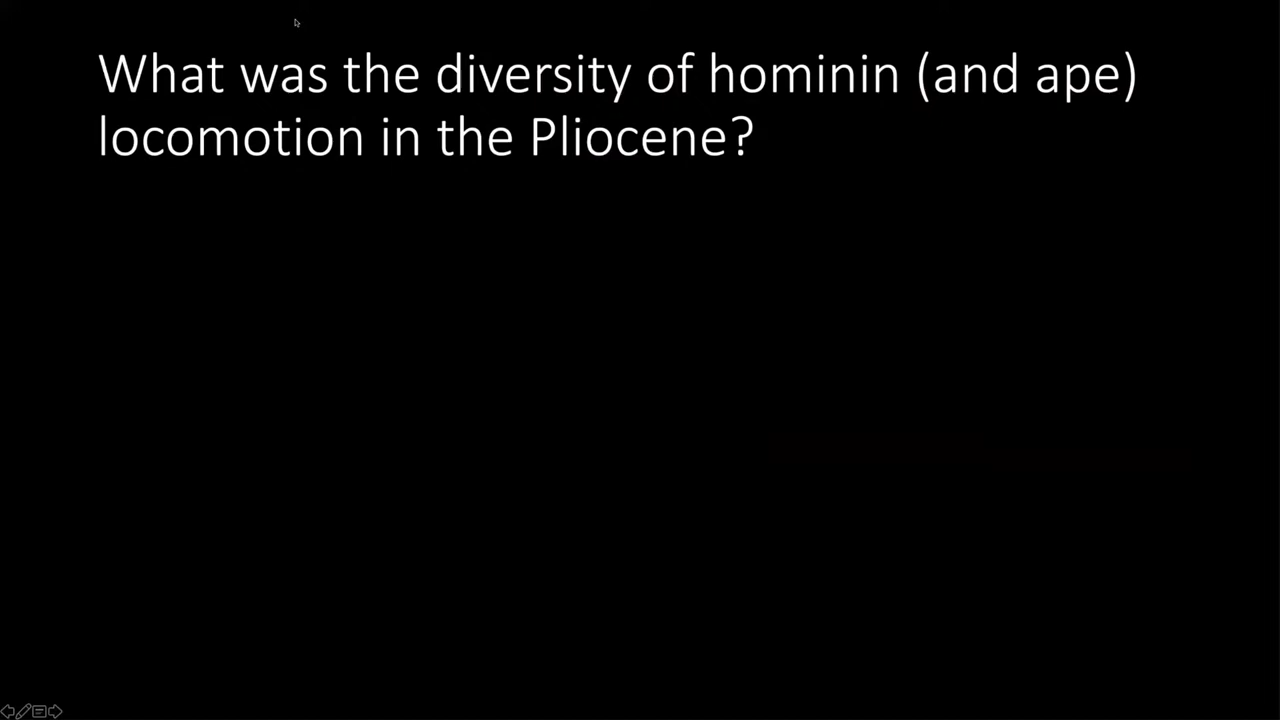 What was the diversity of hominin (and ape)
locomotion in the Pliocene?